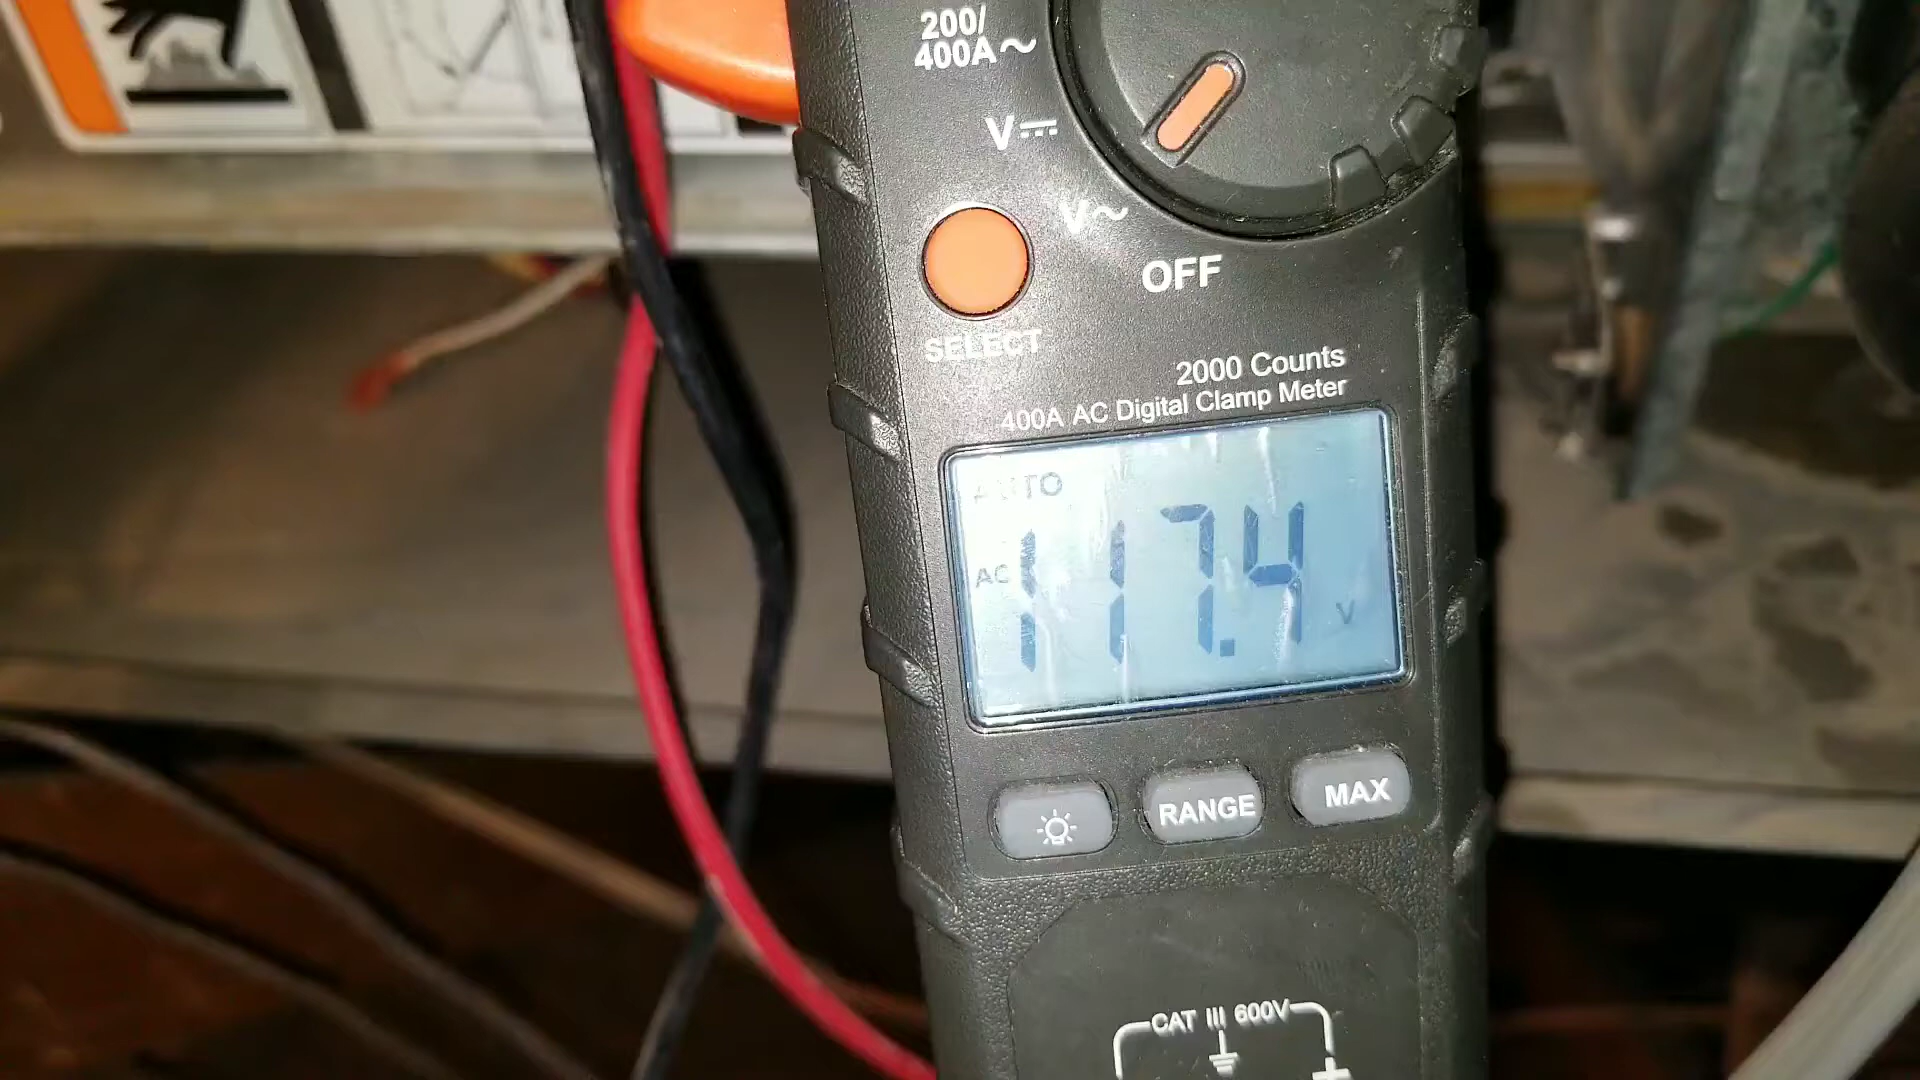 200/
400A~
V⎓
V~
OFF
SELECT
2000 Counts
400A AC Digital Clamp Meter
AUTO
AC 117.4 V
RANGE
MAX
CAT III 600V